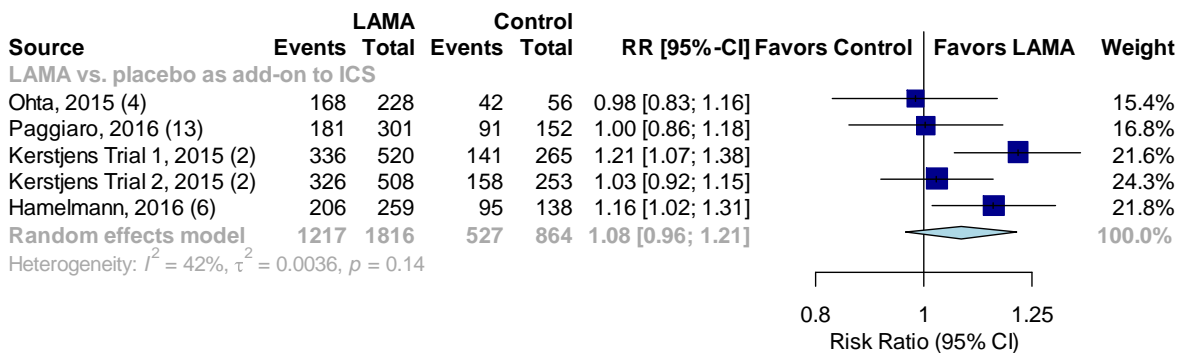 LAMA Control
Source Events Total Events Total RR [95%-CI] Favors Control Favors LAMA Weight
LAMA vs. placebo as add-on to ICS
Ohta, 2015 (4) 168 228 42 56 0.98 [0.83; 1.16] 15.4%
Paggiaro, 2016 (13) 181 301 91 152 1.00 [0.86; 1.18] 16.8%
Kerstjens Trial 1, 2015 (2) 336 520 141 265 1.21 [1.07; 1.38] 21.6%
Kerstjens Trial 2, 2015 (2) 326 508 158 253 1.03 [0.92; 1.15] 24.3%
Hamelmann, 2016 (6) 206 259 95 138 1.16 [1.02; 1.31] 21.8%
Random effects model 1217 1816 527 864 1.08 [0.96; 1.21] 100.0%
Heterogeneity: I² = 42%, τ² = 0.0036, p = 0.14
0.8 1 1.25
Risk Ratio (95% CI)